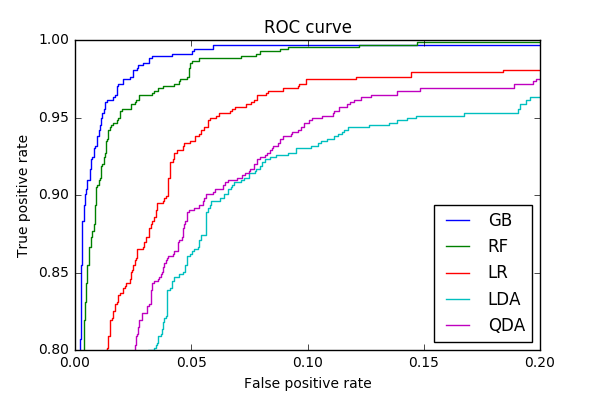 ROC curve
1.00
0.95
0.90
0.85
0.80
True positive rate
0.00
0.05
0.10
0.15
0.20
False positive rate
GB
RF
LR
LDA
QDA